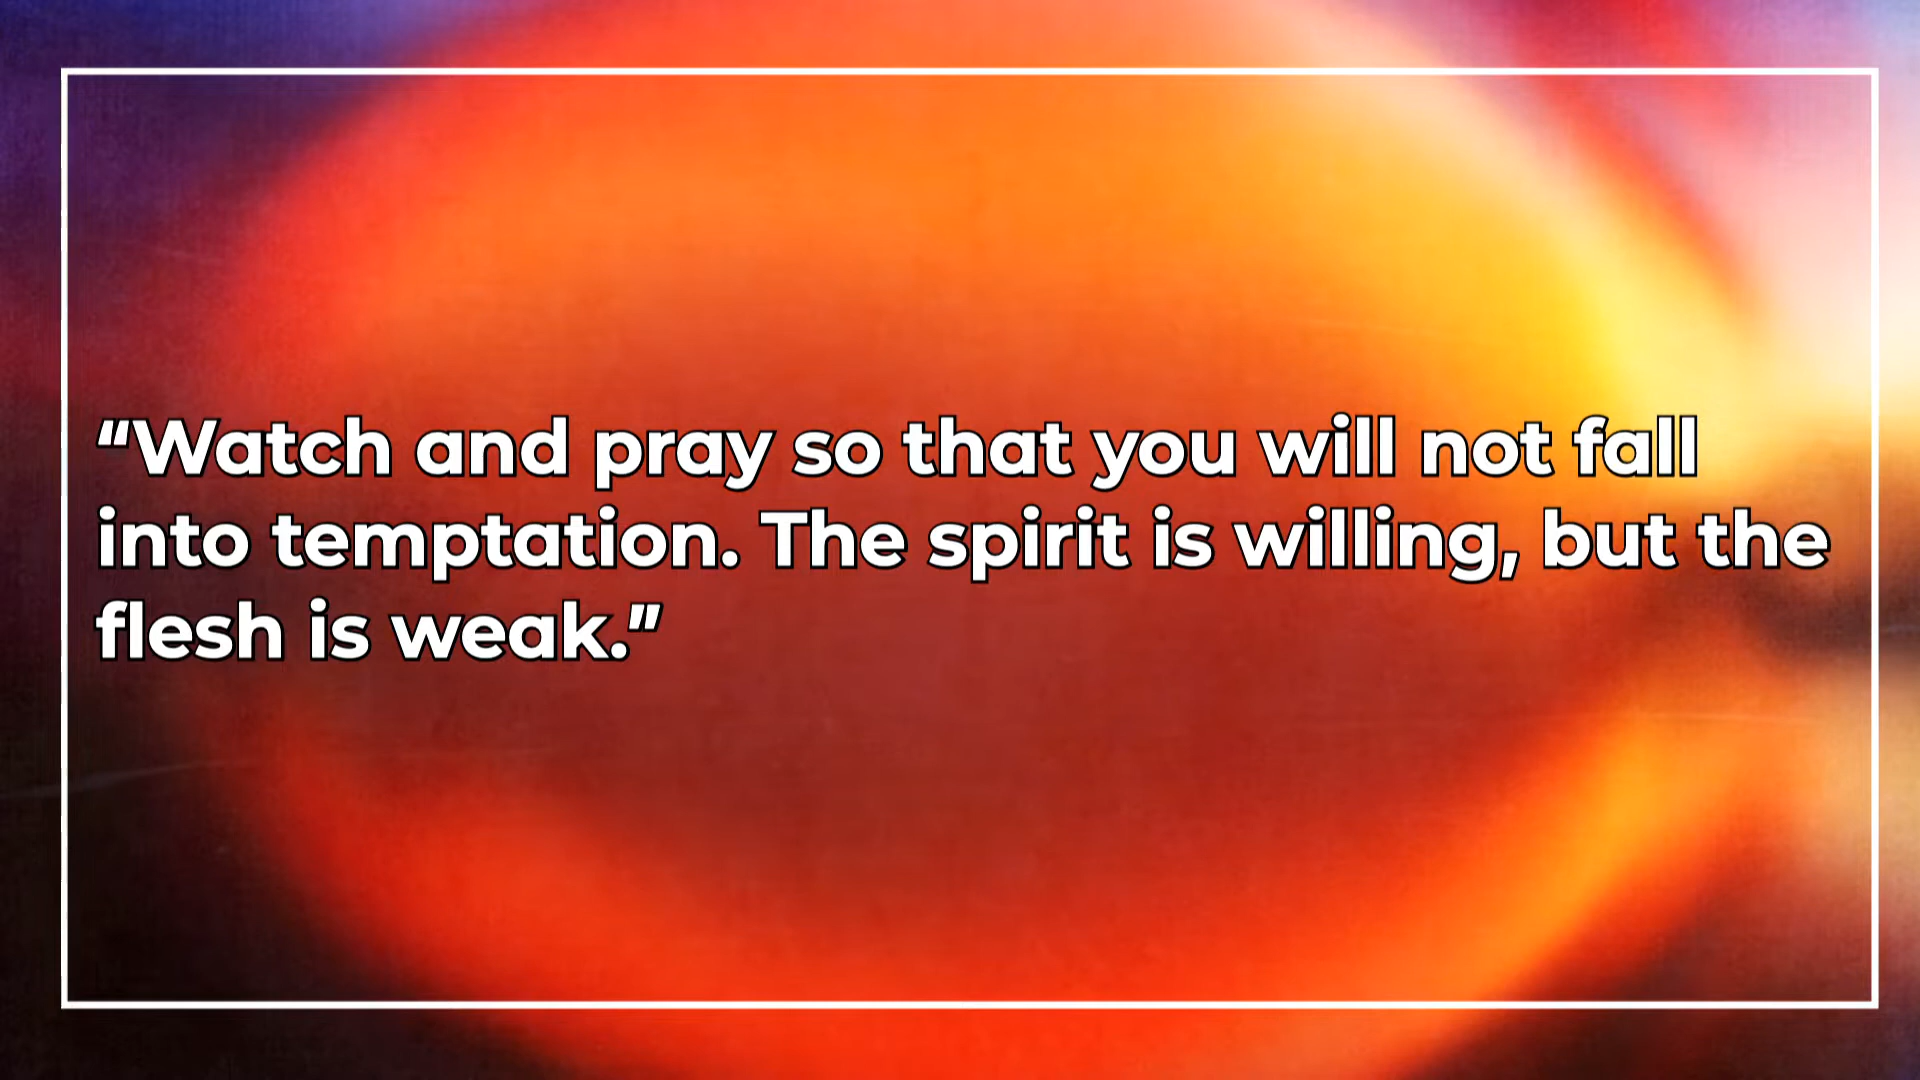 “Watch and pray so that you will not fall
into temptation. The spirit is willing, but the
flesh is weak.”